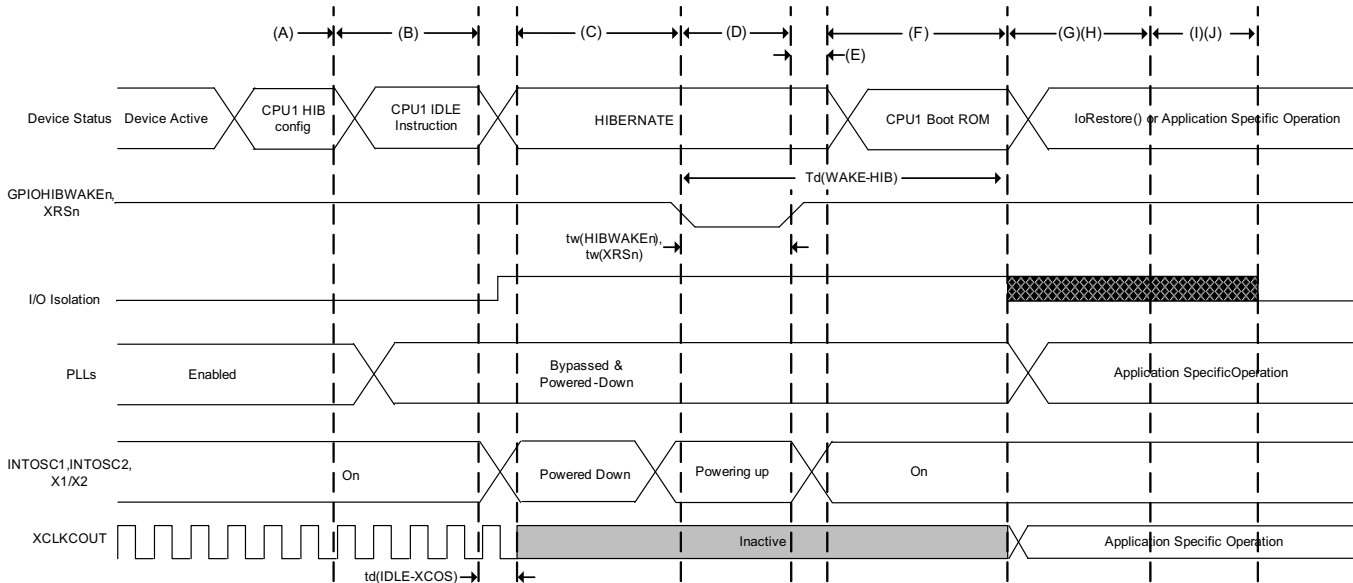 (A)
(B)
(C)
(D)
(F)
(G)(H)
(I)(J)
(E)
Device Status
Device Active
CPU1 HIB
config
CPU1 IDLE
Instruction
HIBERNATE
CPU1 Boot ROM
IoRestore() or Application Specific Operation
Td(WAKE-HIB)
GPIOHIBWAKEn,
XRSn
tw(HIBWAKEn),
tw(XRSn)
I/O Isolation
PLLs
Enabled
Bypassed &
Powered-Down
Application SpecificOperation
INTOSC1,INTOSC2,
X1/X2
On
Powered Down
Powering up
On
XCLKCOUT
Inactive
Application Specific Operation
td(IDLE-XCOS)